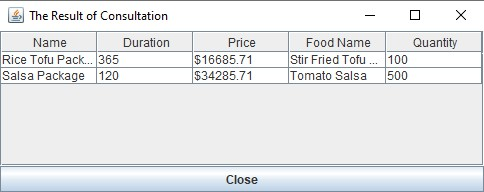 The Result of Consultation
Name Duration Price Food Name Quantity
Rice Tofu Pack... 365 $16685.71 Stir Fried Tofu ... 100
Salsa Package 120 $34285.71 Tomato Salsa 500
Close